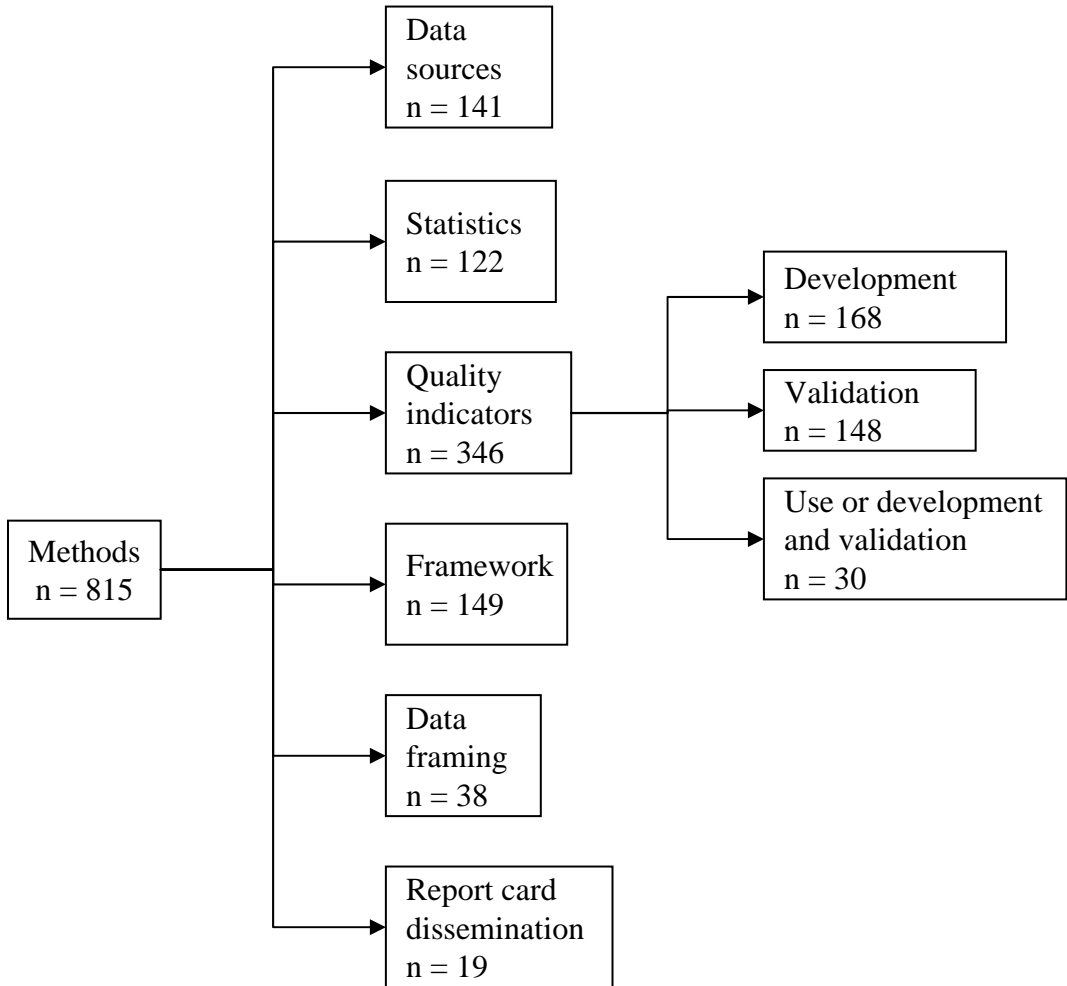 Methods
n = 815
Data
sources
n = 141
Statistics
n = 122
Quality
indicators
n = 346
Framework
n = 149
Data
framing
n = 38
Report card
dissemination
n = 19
Development
n = 168
Validation
n = 148
Use or development
and validation
n = 30